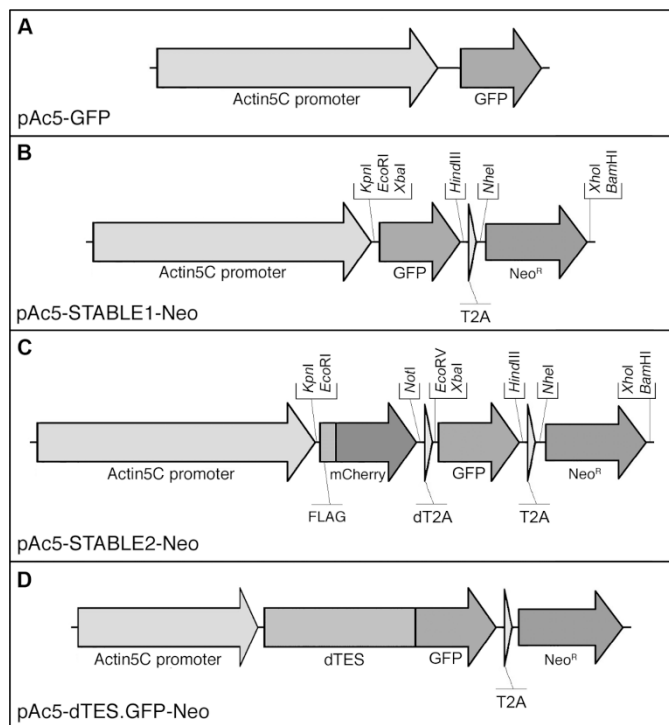 A
Actin5C promoter
GFP
pAc5-GFP
B
KpnI
EcoRI
XbaI
HindIII
NheI
XhoI
BamHI
Actin5C promoter
GFP
Neoᴿ
T2A
pAc5-STABLE1-Neo
C
KpnI
EcoRI
NotI
EcoRV
XbaI
HindIII
NheI
XhoI
BamHI
Actin5C promoter
mCherry
GFP
Neoᴿ
FLAG
dT2A
T2A
pAc5-STABLE2-Neo
D
Actin5C promoter
dTES
GFP
Neoᴿ
T2A
pAc5-dTES.GFP-Neo